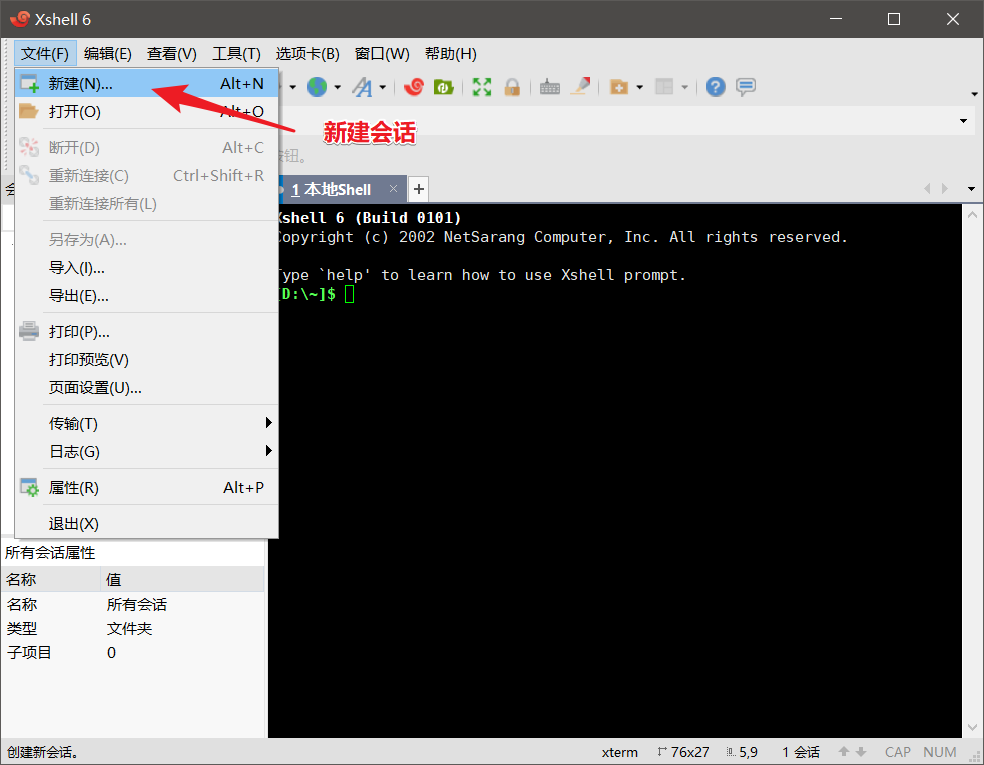 Xshell 6
文件(F) 编辑(E) 查看(V) 工具(T) 选项卡(B) 窗口(W) 帮助(H)
新建(N)... Alt+N
打开(O) Alt+O
新建会话
断开(D) Alt+C
按钮。
重新连接(C) Ctrl+Shift+R
1 本地Shell
重新连接所有(L)
Xshell 6 (Build 0101)
另存为(A)...
Copyright (c) 2002 NetSarang Computer, Inc. All rights reserved.
导入(I)...
Type `help' to learn how to use Xshell prompt.
导出(E)...
[D:\~]$
打印(P)...
打印预览(V)
页面设置(U)...
传输(T)
日志(G)
属性(R) Alt+P
退出(X)
所有会话属性
名称 值
名称 所有会话
类型 文件夹
子项目 0
创建新会话。 xterm 76x27 5,9 1 会话 CAP NUM